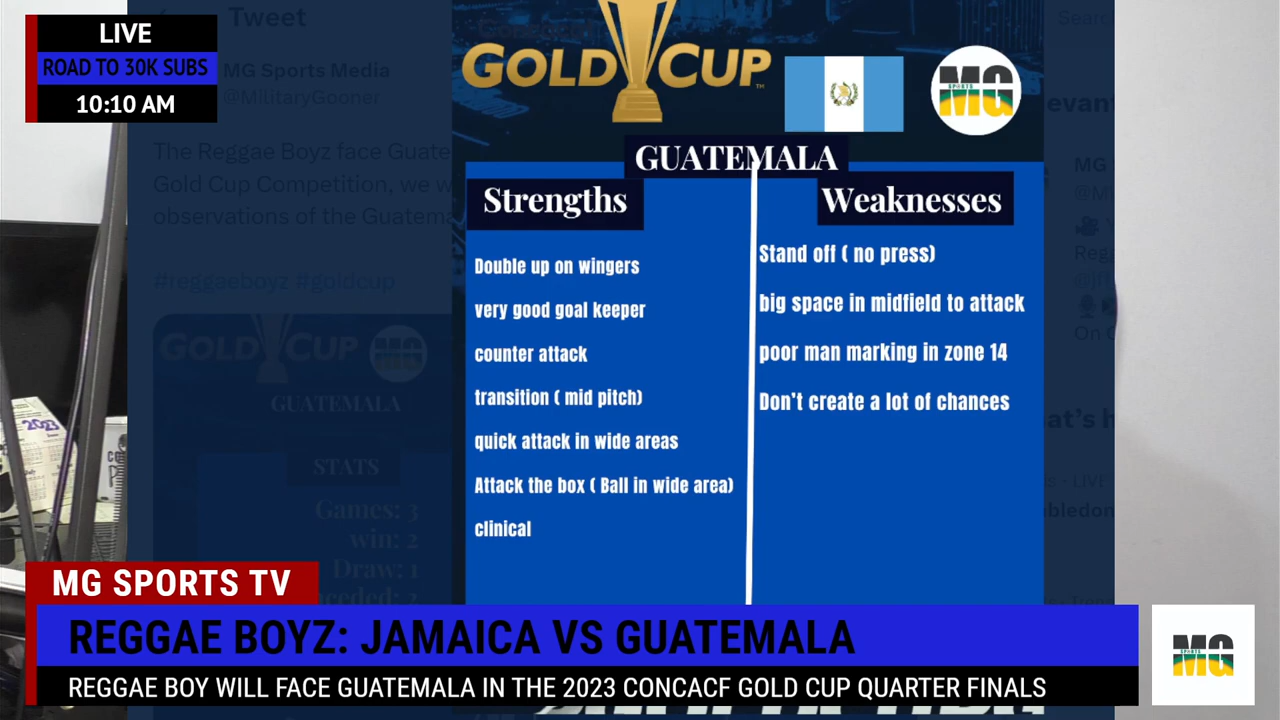 LIVE
ROAD TO 30K SUBS
10:10 AM
Tweet
MG Sports Media
@MilitaryGooner
The Reggae Boyz face Guate
Gold Cup Competition, we w
observations of the Guatema
#reggaeboyz #goldcup
GOLD CUP
GUATEMALA
STATS
Games: 3
win: 2
Draw: 1
GOLD CUP
TM
MG
SPORTS
GUATEMALA
Strengths
Double up on wingers
very good goal keeper
counter attack
transition ( mid pitch)
quick attack in wide areas
Attack the box ( Ball in wide area)
clinical
Weaknesses
Stand off ( no press)
big space in midfield to attack
poor man marking in zone 14
Don't create a lot of chances
2023
MG SPORTS TV
REGGAE BOYZ: JAMAICA VS GUATEMALA
REGGAE BOY WILL FACE GUATEMALA IN THE 2023 CONCACF GOLD CUP QUARTER FINALS
MG
SPORTS